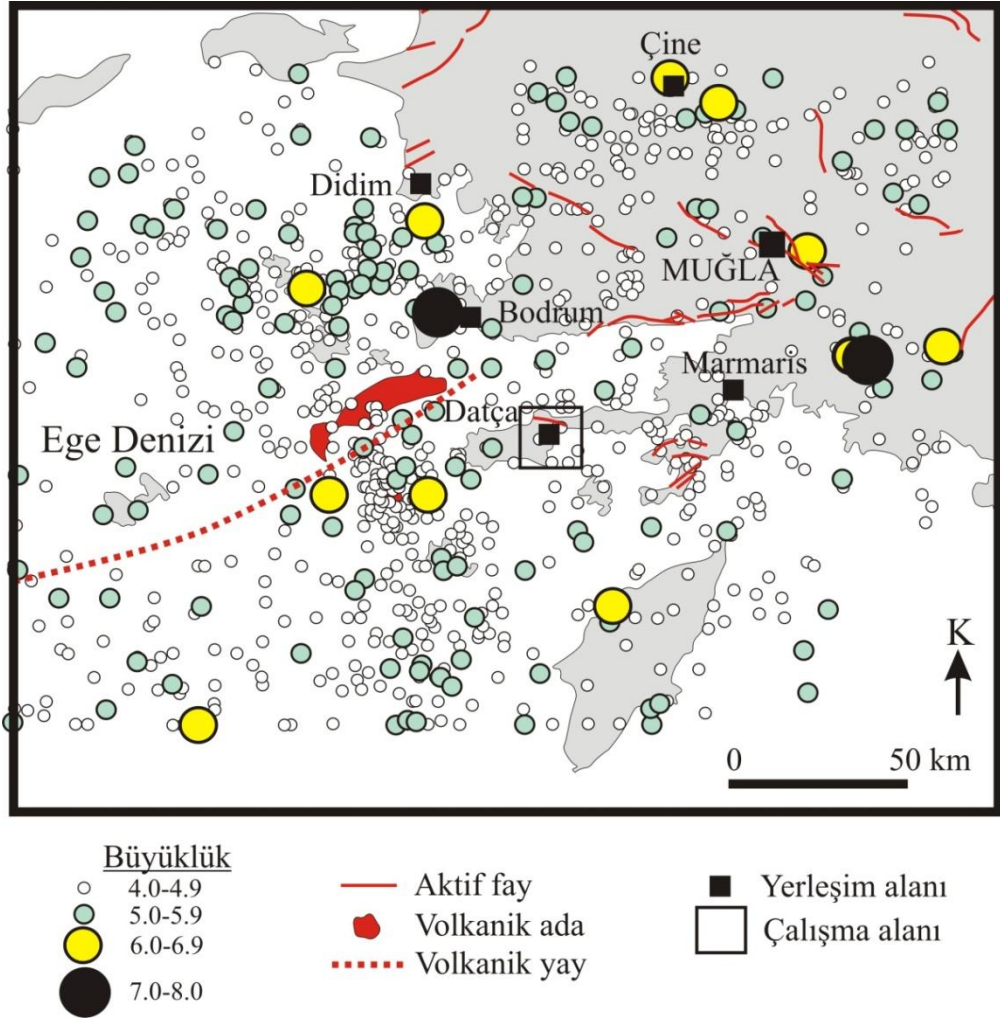 Çine
Didim
MUĞLA
Bodrum
Marmaris
Datça
Ege Denizi
K
0 50 km
Büyüklük
4.0-4.9
5.0-5.9
6.0-6.9
7.0-8.0
Aktif fay
Volkanik ada
Volkanik yay
Yerleşim alanı
Çalışma alanı